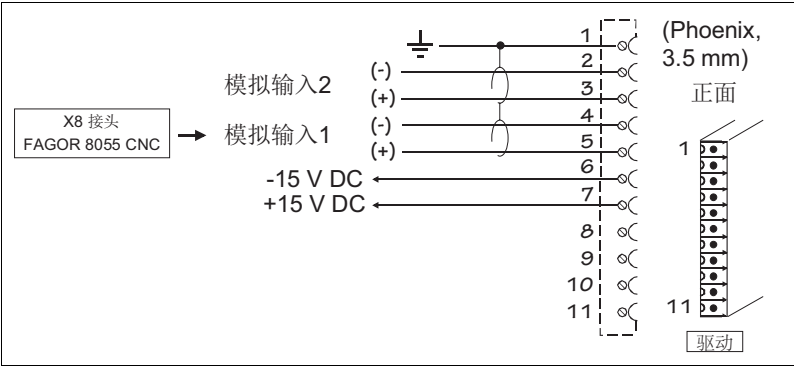 (Phoenix,
3.5 mm)
正面
1
2
3
4
5
6
7
8
9
10
11
(-)
模拟输入2
(+)
(-)
模拟输入1
(+)
X8 接头
FAGOR 8055 CNC
-15 V DC
+15 V DC
1
11
驱动